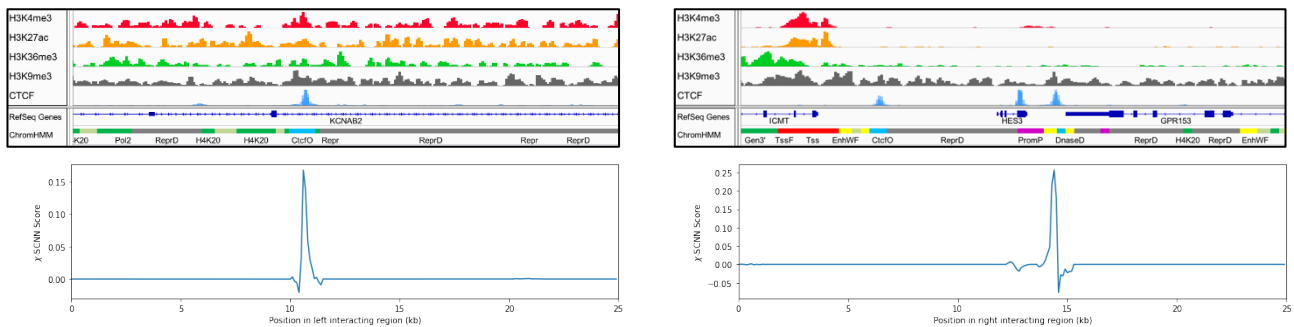 H3K4me3
H3K27ac
H3K36me3
H3K9me3
CTCF
RefSeq Genes
KCNAB2
ChromHMM
-K20 Pol2 ReprD H4K20 H4K20 CtcfO Repr ReprD Repr ReprD
0.15
0.10
0.05
0.00
χ-SCNN Score
0 5 10 15 20 25
Position in left interacting region (kb)
H3K4me3
H3K27ac
H3K36me3
H3K9me3
CTCF
RefSeq Genes
ICMT HES3 GPR153
ChromHMM
Gen3' TssF Tss EnhWF CtcfO ReprD PromP DnaseD ReprD H4K20 ReprD EnhWF
0.25
0.20
0.15
0.10
0.05
0.00
−0.05
χ-SCNN Score
0 5 10 15 20 25
Position in right interacting region (kb)